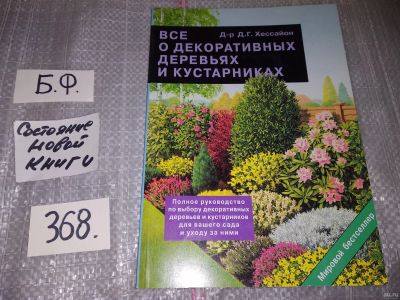 Б.Ф.
Состояние
новой
книги
368.
Д-р Д.Г. Хессайон
ВСЕ
О ДЕКОРАТИВНЫХ
ДЕРЕВЬЯХ
И КУСТАРНИКАХ
Полное руководство
по выбору декоративных
деревьев и кустарников
для вашего сада
и уходу за ними
Мировой бестселлер